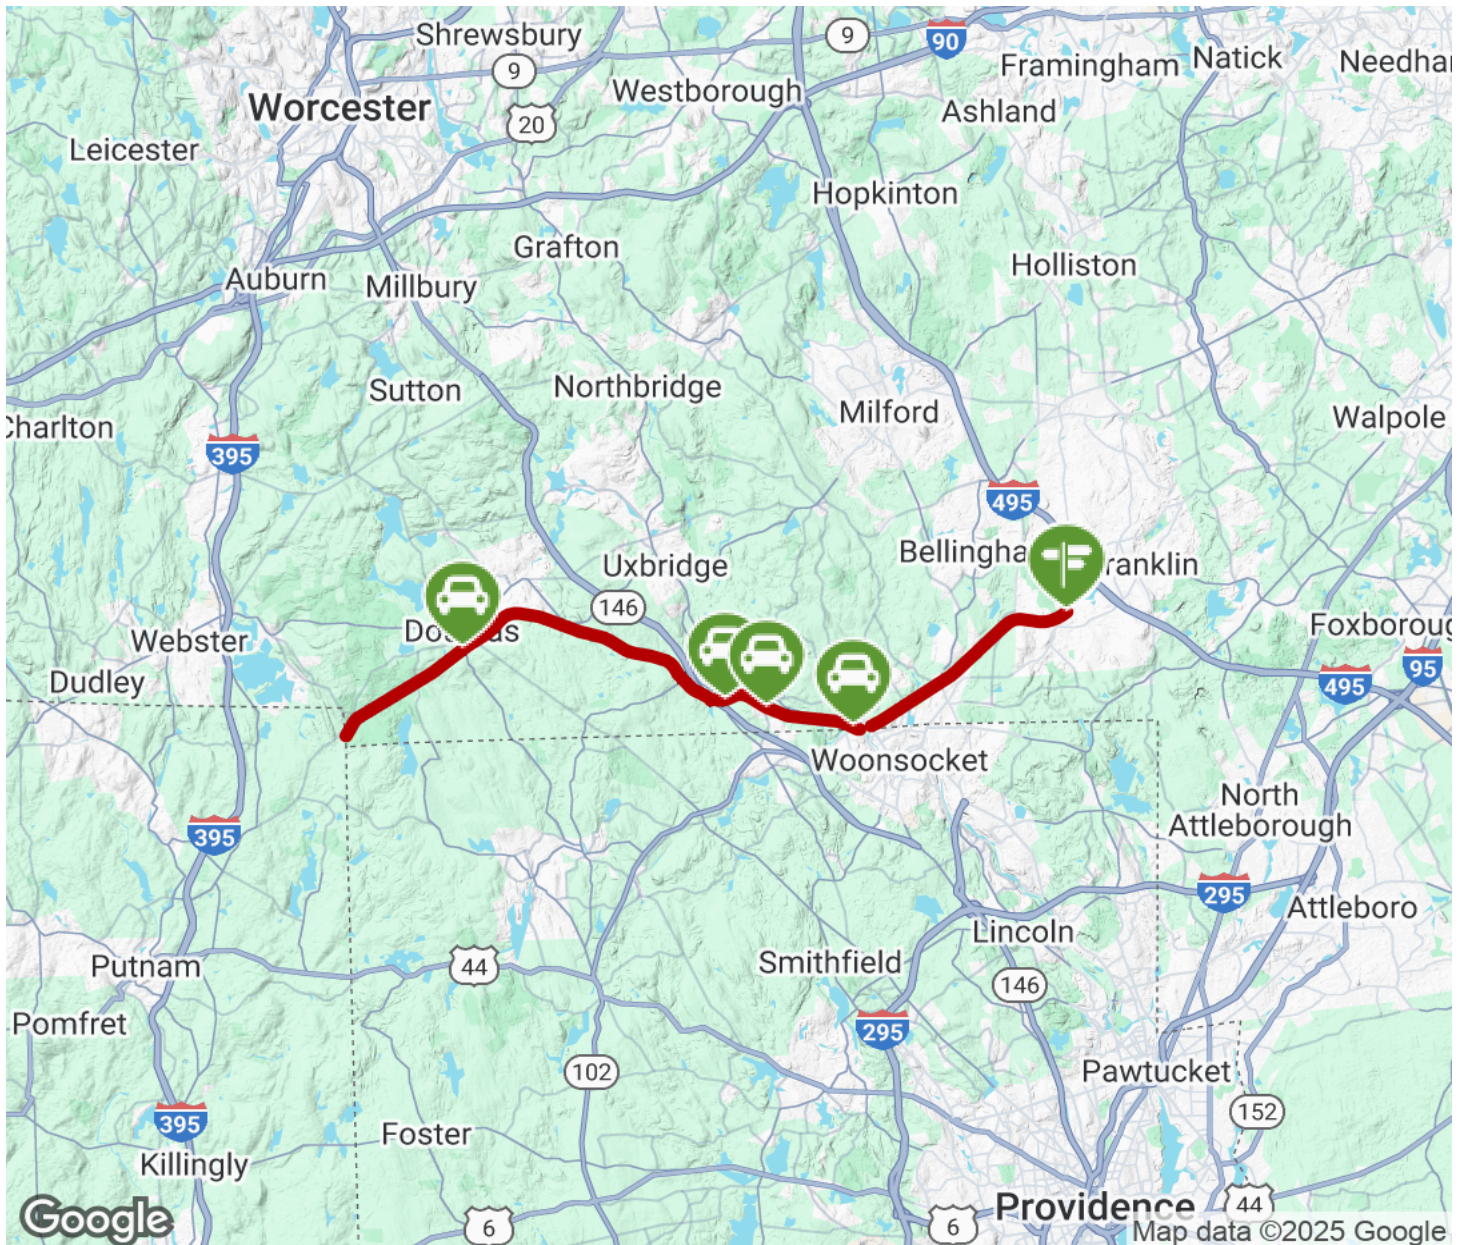 Shrewsbury
9
90
Framingham
Natick
Needha
9
Westborough
Ashland
Worcester
20
Leicester
Hopkinton
Grafton
Holliston
Auburn
Millbury
Sutton
Northbridge
Milford
Walpole
Charlton
395
495
Bellingha
ranklin
Uxbridge
146
Foxboroug
Do
as
Webster
Dudley
495
95
Woonsocket
North
Attleborough
395
295
Attleboro
Lincoln
Smithfield
Putnam
44
146
Pomfret
295
102
Pawtucket
152
395
Foster
Killingly
Providence
44
Google
6
6
Map data ©2025 Google